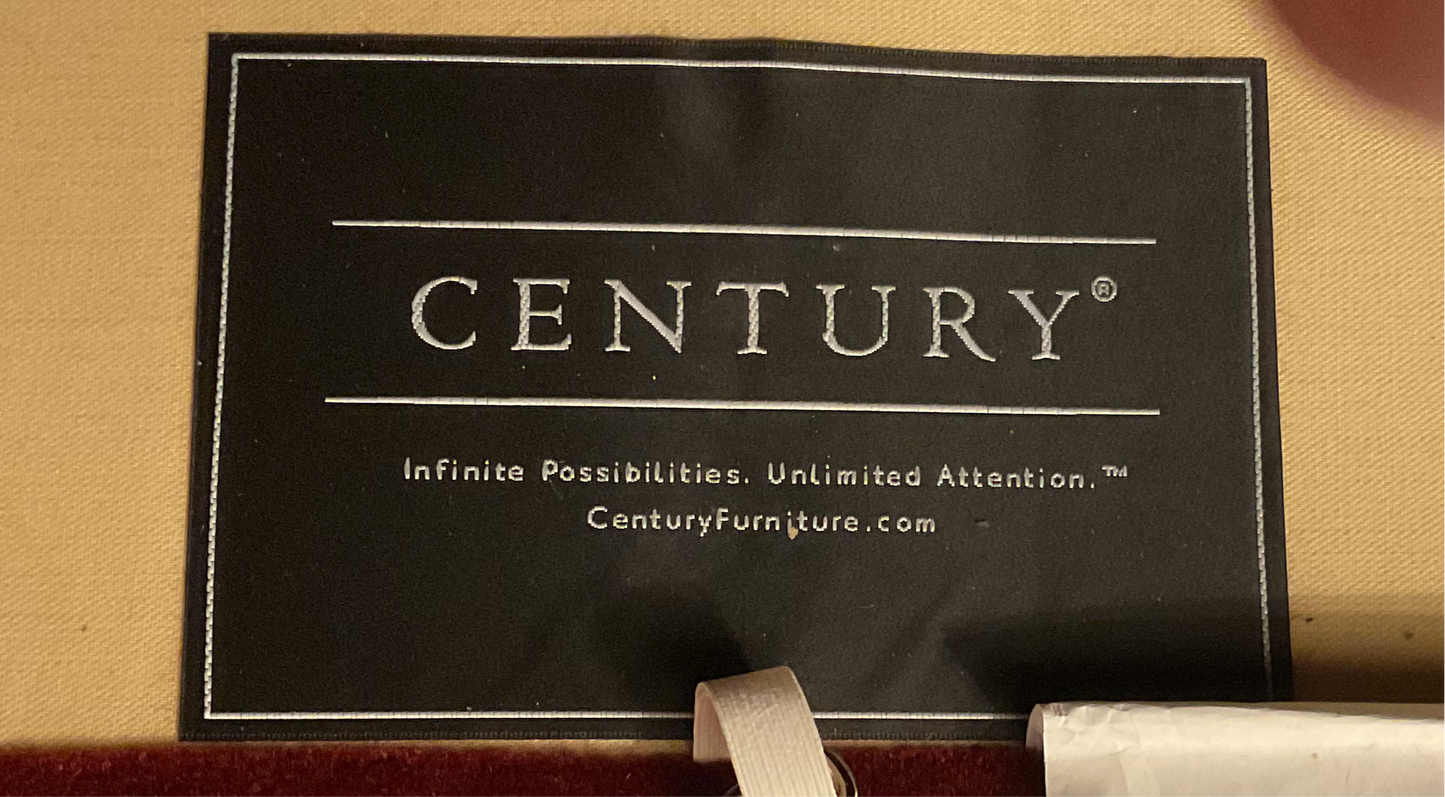 CENTURY®
Infinite Possibilities. Unlimited Attention.™
CenturyFurniture.com